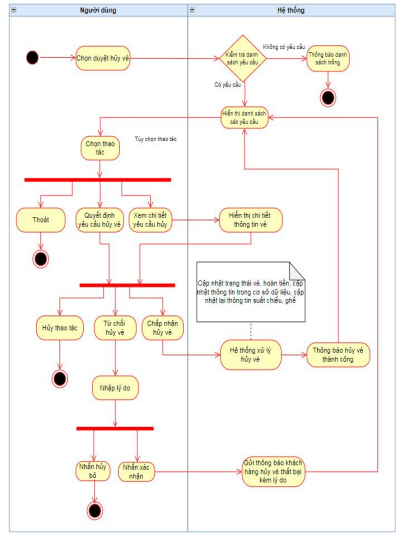 Người dùng
Hệ thống
Chọn duyệt hủy vé
Kiểm tra danh
sách yêu cầu
Không có yêu cầu
Thông báo danh
sách trống
Có yêu cầu
Hiển thị danh sách
các yêu cầu
Chọn thao
tác
Tùy chọn thao tác
Thoát
Quyết định
yêu cầu hủy vé
Xem chi tiết
yêu cầu hủy
Hiển thị chi tiết
thông tin vé
Cập nhật trạng thái vé, hoàn tiền, cập
nhật thông tin trong cơ sở dữ liệu, cập
nhật lại thông tin suất chiếu, ghế
Hủy thao tác
Từ chối
hủy vé
Chấp nhận
hủy vé
Hệ thống xử lý
hủy vé
Thông báo hủy vé
thành công
Nhập lý do
Nhấn hủy
bỏ
Nhấn xác
nhận
Gửi thông báo khách
hàng hủy vé thất bại
kèm lý do